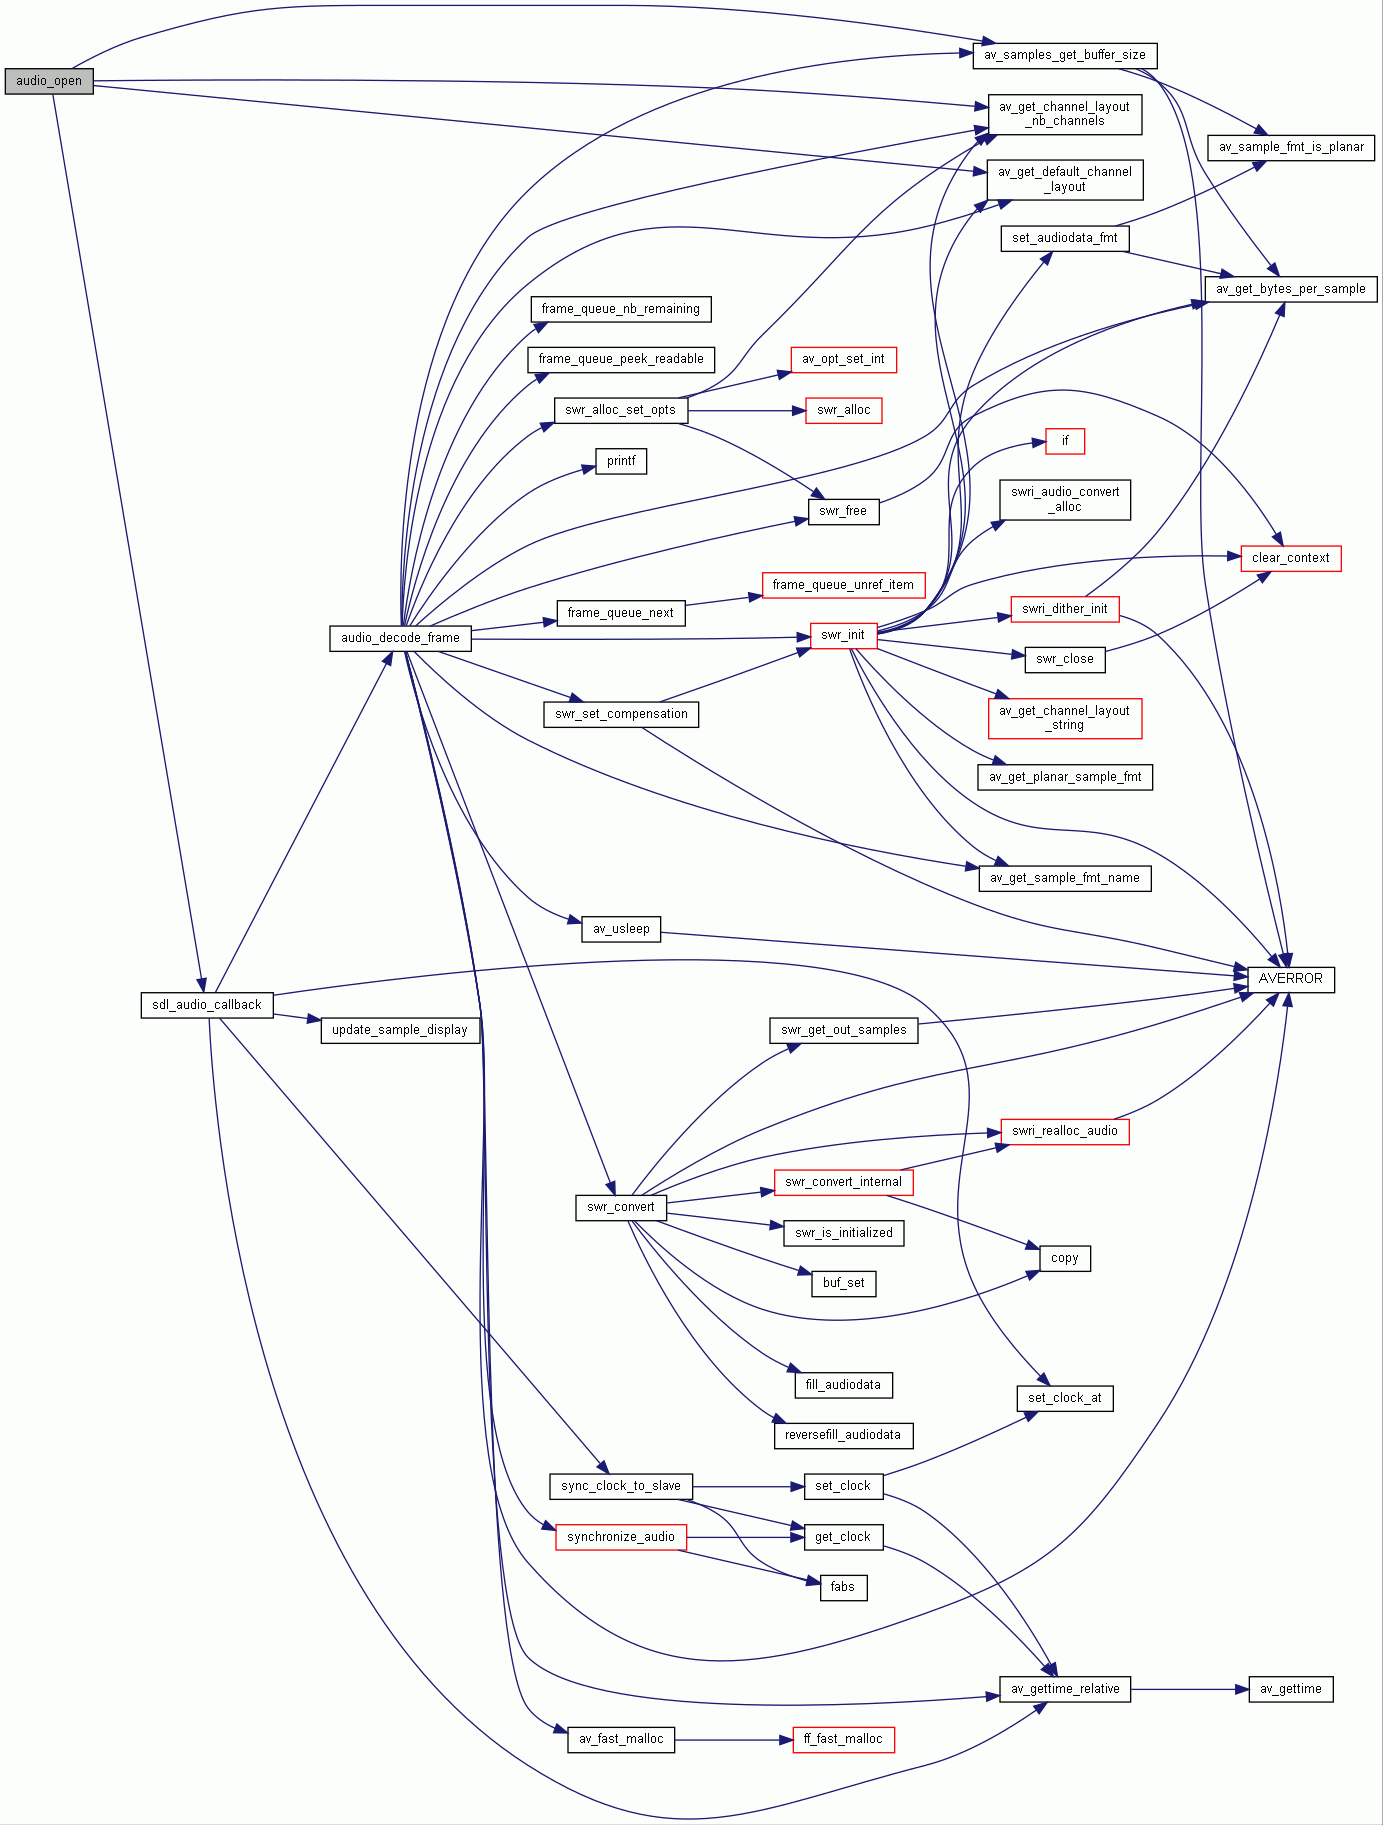 audio_open
av_samples_get_buffer_size
av_get_channel_layout
_nb_channels
av_sample_fmt_is_planar
av_get_default_channel
_layout
set_audiodata_fmt
av_get_bytes_per_sample
frame_queue_nb_remaining
frame_queue_peek_readable
av_opt_set_int
swr_alloc_set_opts
swr_alloc
if
printf
swri_audio_convert
_alloc
swr_free
clear_context
frame_queue_unref_item
frame_queue_next
swri_dither_init
audio_decode_frame
swr_init
swr_close
swr_set_compensation
av_get_channel_layout
_string
av_get_planar_sample_fmt
av_get_sample_fmt_name
av_usleep
AVERROR
sdl_audio_callback
update_sample_display
swr_get_out_samples
swri_realloc_audio
swr_convert_internal
swr_convert
swr_is_initialized
copy
buf_set
fill_audiodata
set_clock_at
reversefill_audiodata
sync_clock_to_slave
set_clock
synchronize_audio
get_clock
fabs
av_gettime_relative
av_gettime
av_fast_malloc
ff_fast_malloc